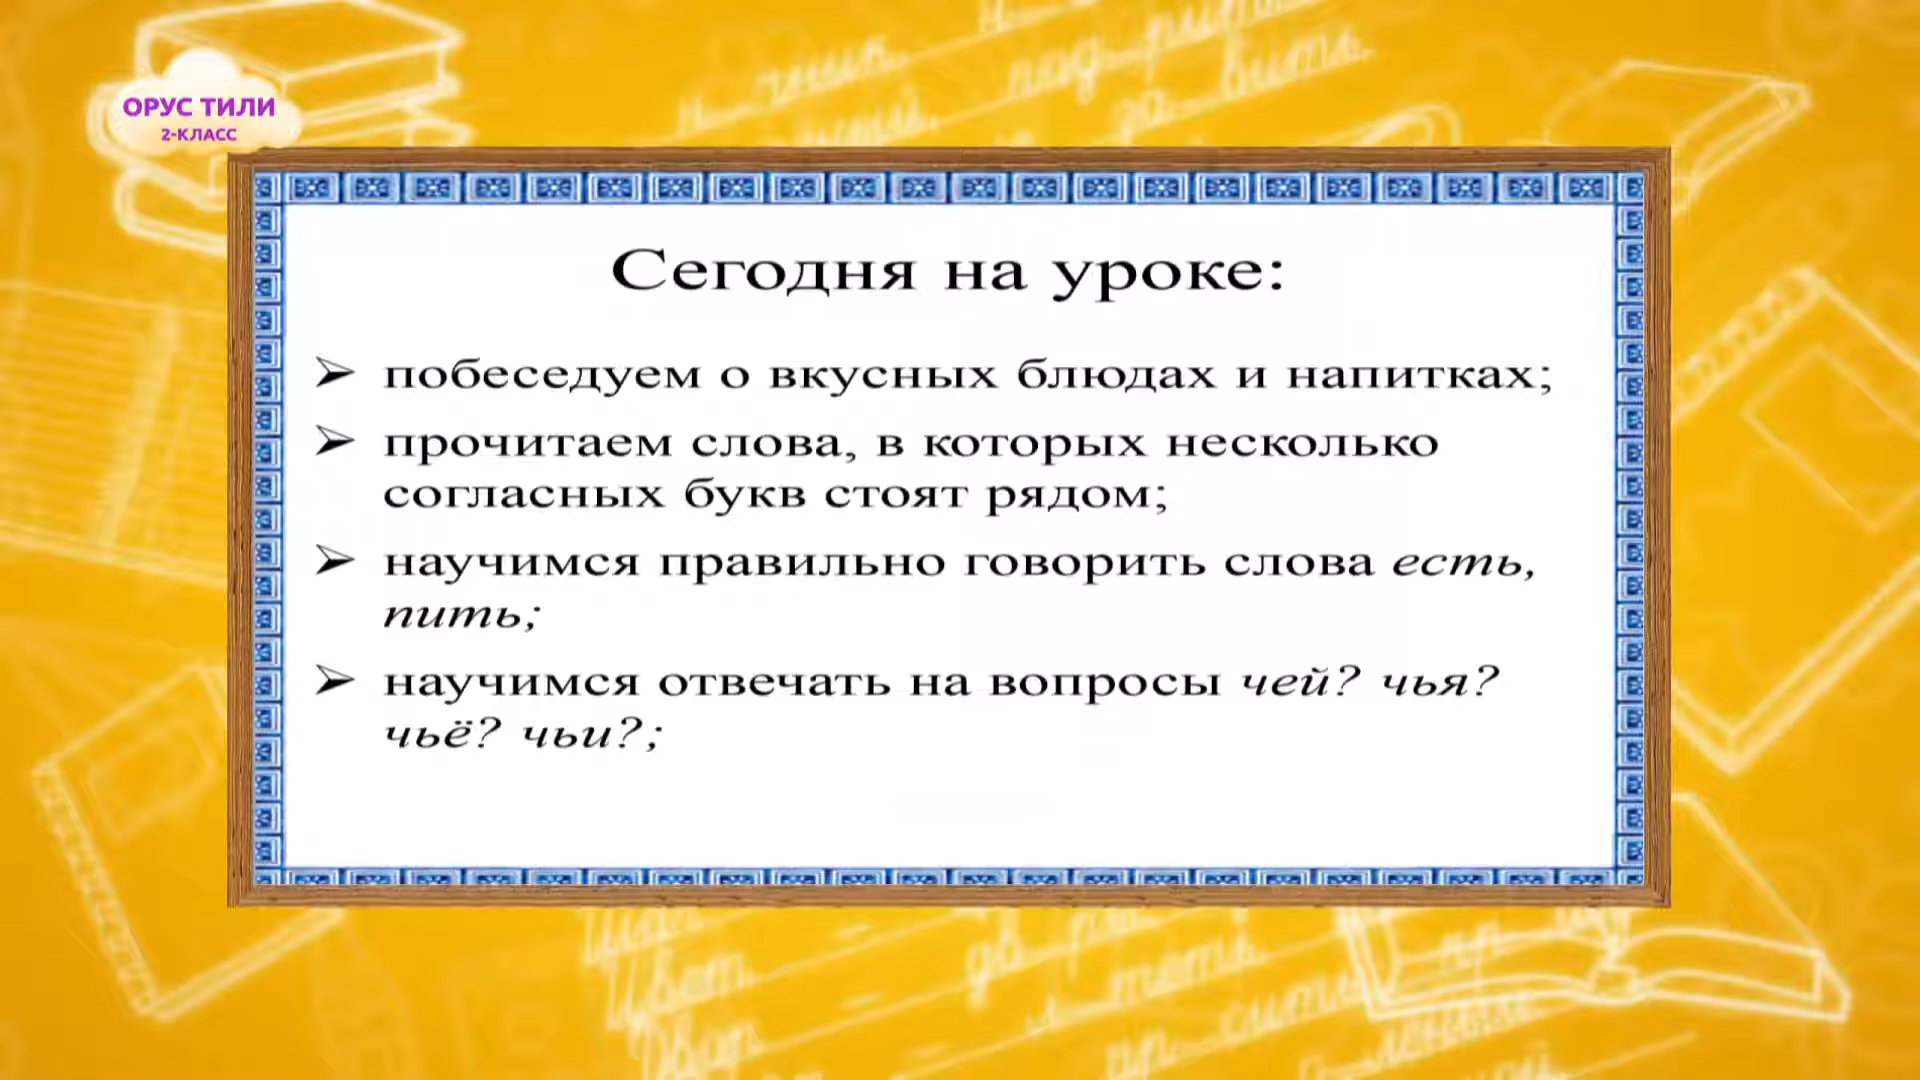 ОРУС ТИЛИ
2-КЛАСС
Сегодня на уроке:
➢ побеседуем о вкусных блюдах и напитках;
➢ прочитаем слова, в которых несколько
согласных букв стоят рядом;
➢ научимся правильно говорить слова есть,
пить;
➢ научимся отвечать на вопросы чей? чья?
чьё? чьи?;